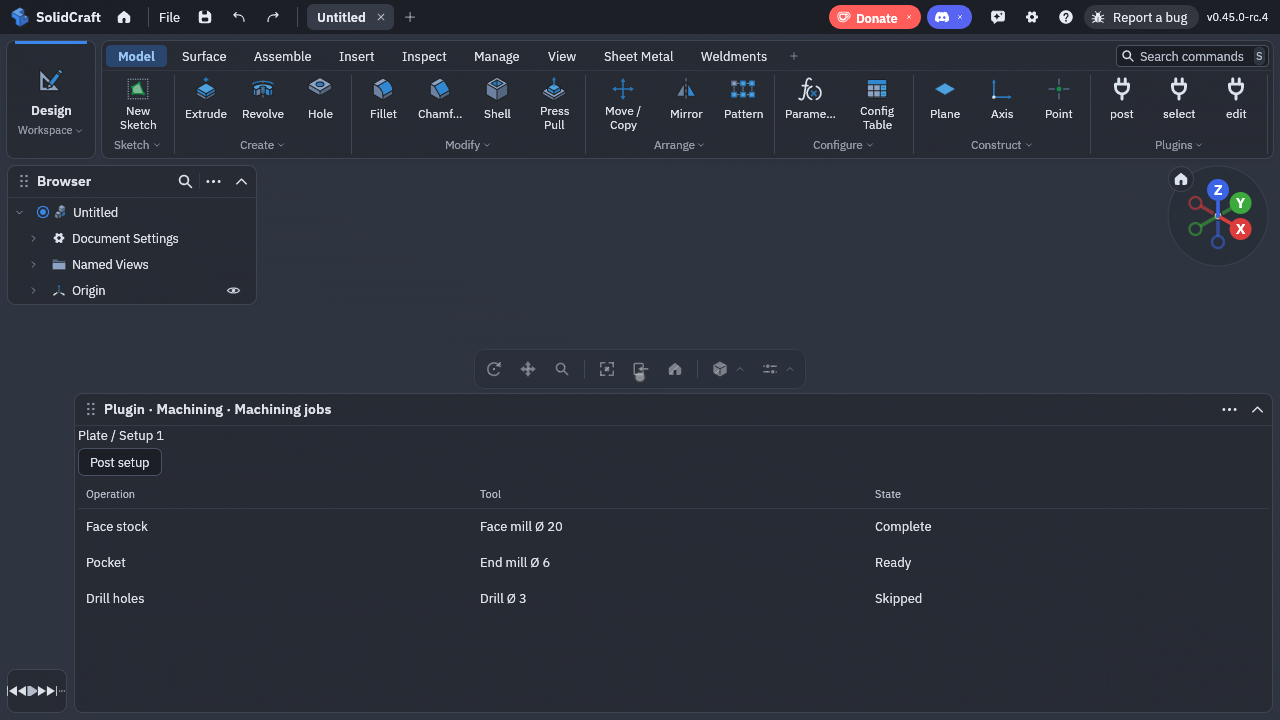 SolidCraft
File
Untitled
Donate
Report a bug
v0.45.0-rc.4
Design
Workspace
Model
Surface
Assemble
Insert
Inspect
Manage
View
Sheet Metal
Weldments
Search commands
S
New
Sketch
Extrude
Revolve
Hole
Fillet
Chamf...
Shell
Press
Pull
Move /
Copy
Mirror
Pattern
Parame...
Config
Table
Plane
Axis
Point
post
select
edit
Sketch
Create
Modify
Arrange
Configure
Construct
Plugins
Browser
Untitled
Document Settings
Named Views
Origin
Z
Y
X
Plugin · Machining · Machining jobs
Plate / Setup 1
Post setup
Operation
Tool
State
Face stock
Face mill Ø 20
Complete
Pocket
End mill Ø 6
Ready
Drill holes
Drill Ø 3
Skipped